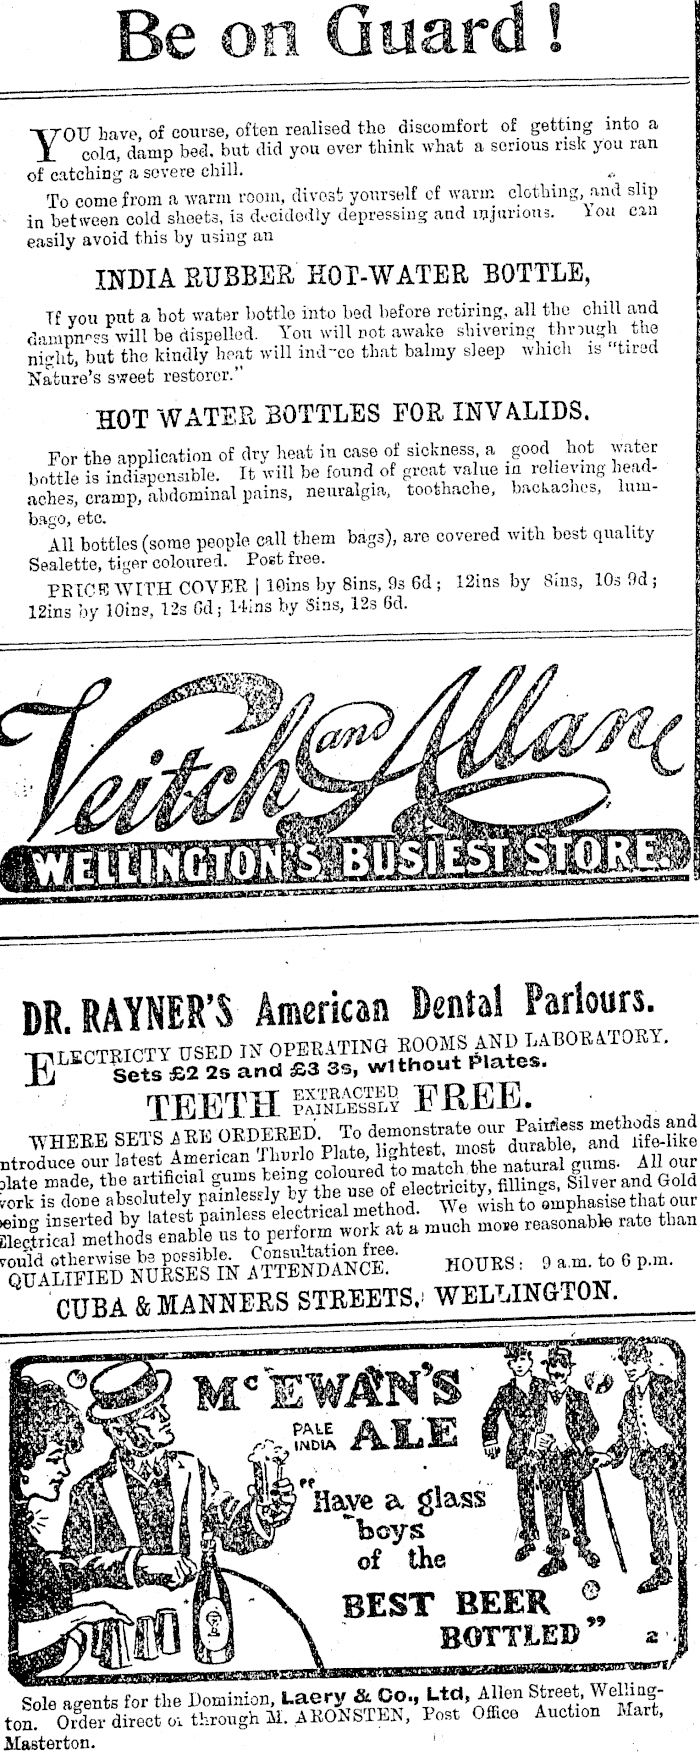 Be on Guard!
YOU have, of course, often realised the discomfort of getting into a
cold, damp bed, but did you ever think what a serious risk you ran
of catching a severe chill.
To come from a warm room, divest yourself of warm clothing, and slip
in between cold sheets, is decidedly depressing and injurious. You can
easily avoid this by using an
INDIA RUBBER HOT-WATER BOTTLE,
If you put a hot water bottle into bed before retiring, all the chill and
dampness will be dispelled. You will not awake shivering through the
night, but the kindly heat will induce that balmy sleep which is "tired
Nature's sweet restorer."
HOT WATER BOTTLES FOR INVALIDS.
For the application of dry heat in case of sickness, a good hot water
bottle is indispensible. It will be found of great value in relieving head-
aches, cramp, abdominal pains, neuralgia, toothache, backaches, lum-
bago, etc.
All bottles (some people call them bags), are covered with best quality
Sealette, tiger coloured. Post free.
PRICE WITH COVER | 10ins by 8ins, 9s 6d; 12ins by 8ins, 10s 9d;
12ins by 10ins, 12s 6d; 14ins by 8ins, 12s 6d.
Veitch and Allan
WELLINGTON'S BUSIEST STORE.
DR. RAYNER'S American Dental Parlours.
ELECTRICTY USED IN OPERATING ROOMS AND LABORATORY.
Sets £2 2s and £3 3s, without Plates.
TEETH EXTRACTED PAINLESSLY FREE.
WHERE SETS ARE ORDERED. To demonstrate our Painless methods and
ntroduce our latest American Thurlo Plate, lightest, most durable, and life-like
plate made, the artificial gums being coloured to match the natural gums. All our
work is done absolutely painlessly by the use of electricity, fillings, Silver and Gold
being inserted by latest painless electrical method. We wish to emphasise that our
Electrical methods enable us to perform work at a much more reasonable rate than
would otherwise be possible. Consultation free.
QUALIFIED NURSES IN ATTENDANCE. HOURS: 9 a.m. to 6 p.m.
CUBA & MANNERS STREETS, WELLINGTON.
McEWAN'S
PALE INDIA ALE
"Have a glass
boys
of the
BEST BEER
BOTTLED"
2
Sole agents for the Dominion, Laery & Co., Ltd, Allen Street, Welling-
ton. Order direct or through M. ARONSTEN, Post Office Auction Mart,
Masterton.